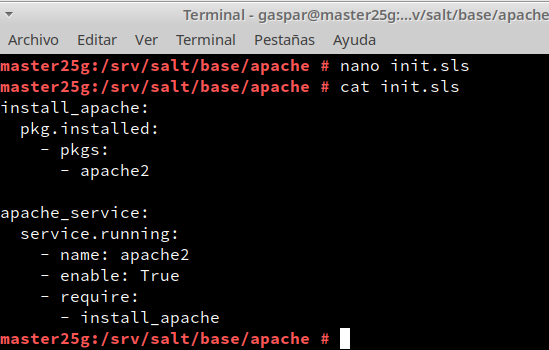 Terminal - gaspar@master25g:...v/salt/base/apache
Archivo Editar Ver Terminal Pestañas Ayuda
master25g:/srv/salt/base/apache # nano init.sls
master25g:/srv/salt/base/apache # cat init.sls
install_apache:
  pkg.installed:
    - pkgs:
      - apache2

apache_service:
  service.running:
    - name: apache2
    - enable: True
    - require:
      - install_apache
master25g:/srv/salt/base/apache #